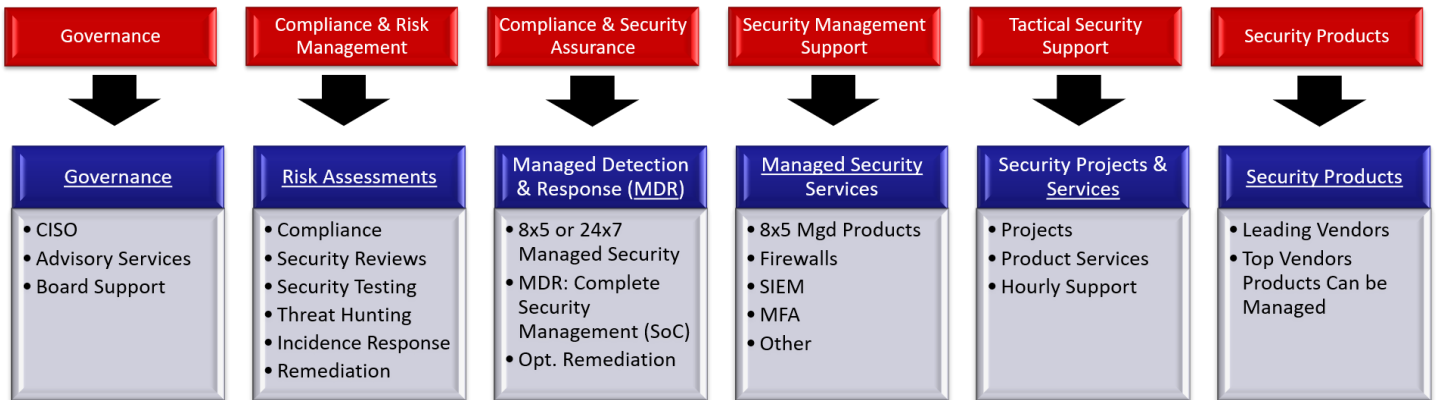 Governance
Compliance & Risk
Management
Compliance & Security
Assurance
Security Management
Support
Tactical Security
Support
Security Products
Governance
• CISO
• Advisory Services
• Board Support
Risk Assessments
• Compliance
• Security Reviews
• Security Testing
• Threat Hunting
• Incidence Response
• Remediation
Managed Detection
& Response (MDR)
• 8x5 or 24x7
Managed Security
• MDR: Complete
Security
Management (SoC)
• Opt. Remediation
Managed Security
Services
• 8x5 Mgd Products
• Firewalls
• SIEM
• MFA
• Other
Security Projects &
Services
• Projects
• Product Services
• Hourly Support
Security Products
• Leading Vendors
• Top Vendors
Products Can be
Managed